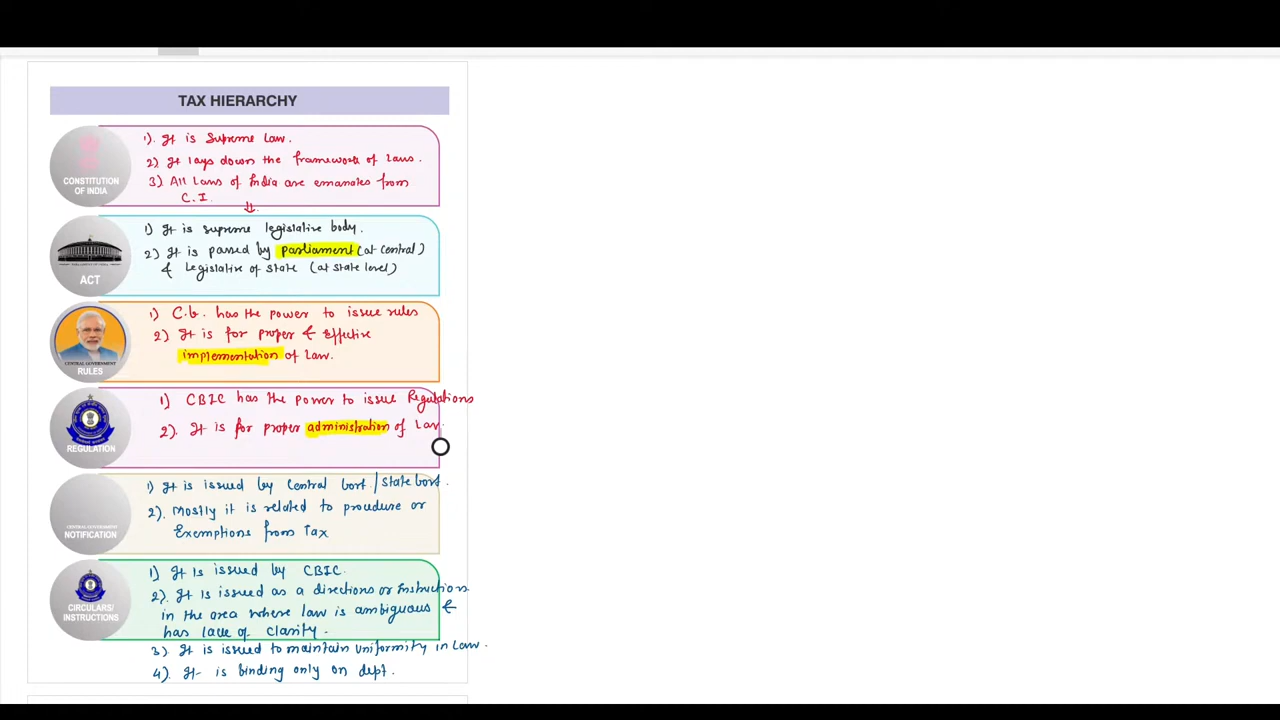 TAX HIERARCHY
1). It is Supreme Law.
2) It lays down the framework of Laws.
3) All Laws of India are emanates from
C.I.
CONSTITUTION
OF INDIA
1) It is supreme legislative body.
2) It is passed by parliament (at central)
& Legislative of state (at state level)
ACT
1) C.G. has the power to issue rules
2) It is for proper & Effective
implementation of Law.
CENTRAL GOVERNMENT
RULES
1) CBIC has the power to issue Regulations
2). It is for proper administration of Law.
REGULATION
1) It is issued by Central Govt / State Govt.
2). Mostly it is related to procedure or
Exemptions from Tax
CENTRAL GOVERNMENT
NOTIFICATION
1) It is issued by CBIC.
2). It is issued as a directions or Instructions
in the area where law is ambiguous &
has lack of clarity.
CIRCULARS/
INSTRUCTIONS
3) It is issued to maintain uniformity in Law.
4). It is binding only on dept.